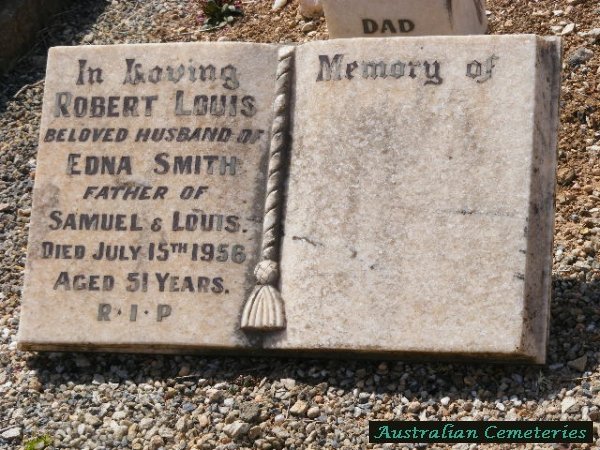 DAD
In Loving Memory of
ROBERT LOUIS
BELOVED HUSBAND OF
EDNA SMITH
FATHER OF
SAMUEL & LOUIS.
DIED JULY 15TH 1956
AGED 51 YEARS.
R·I·P
Australian Cemeteries